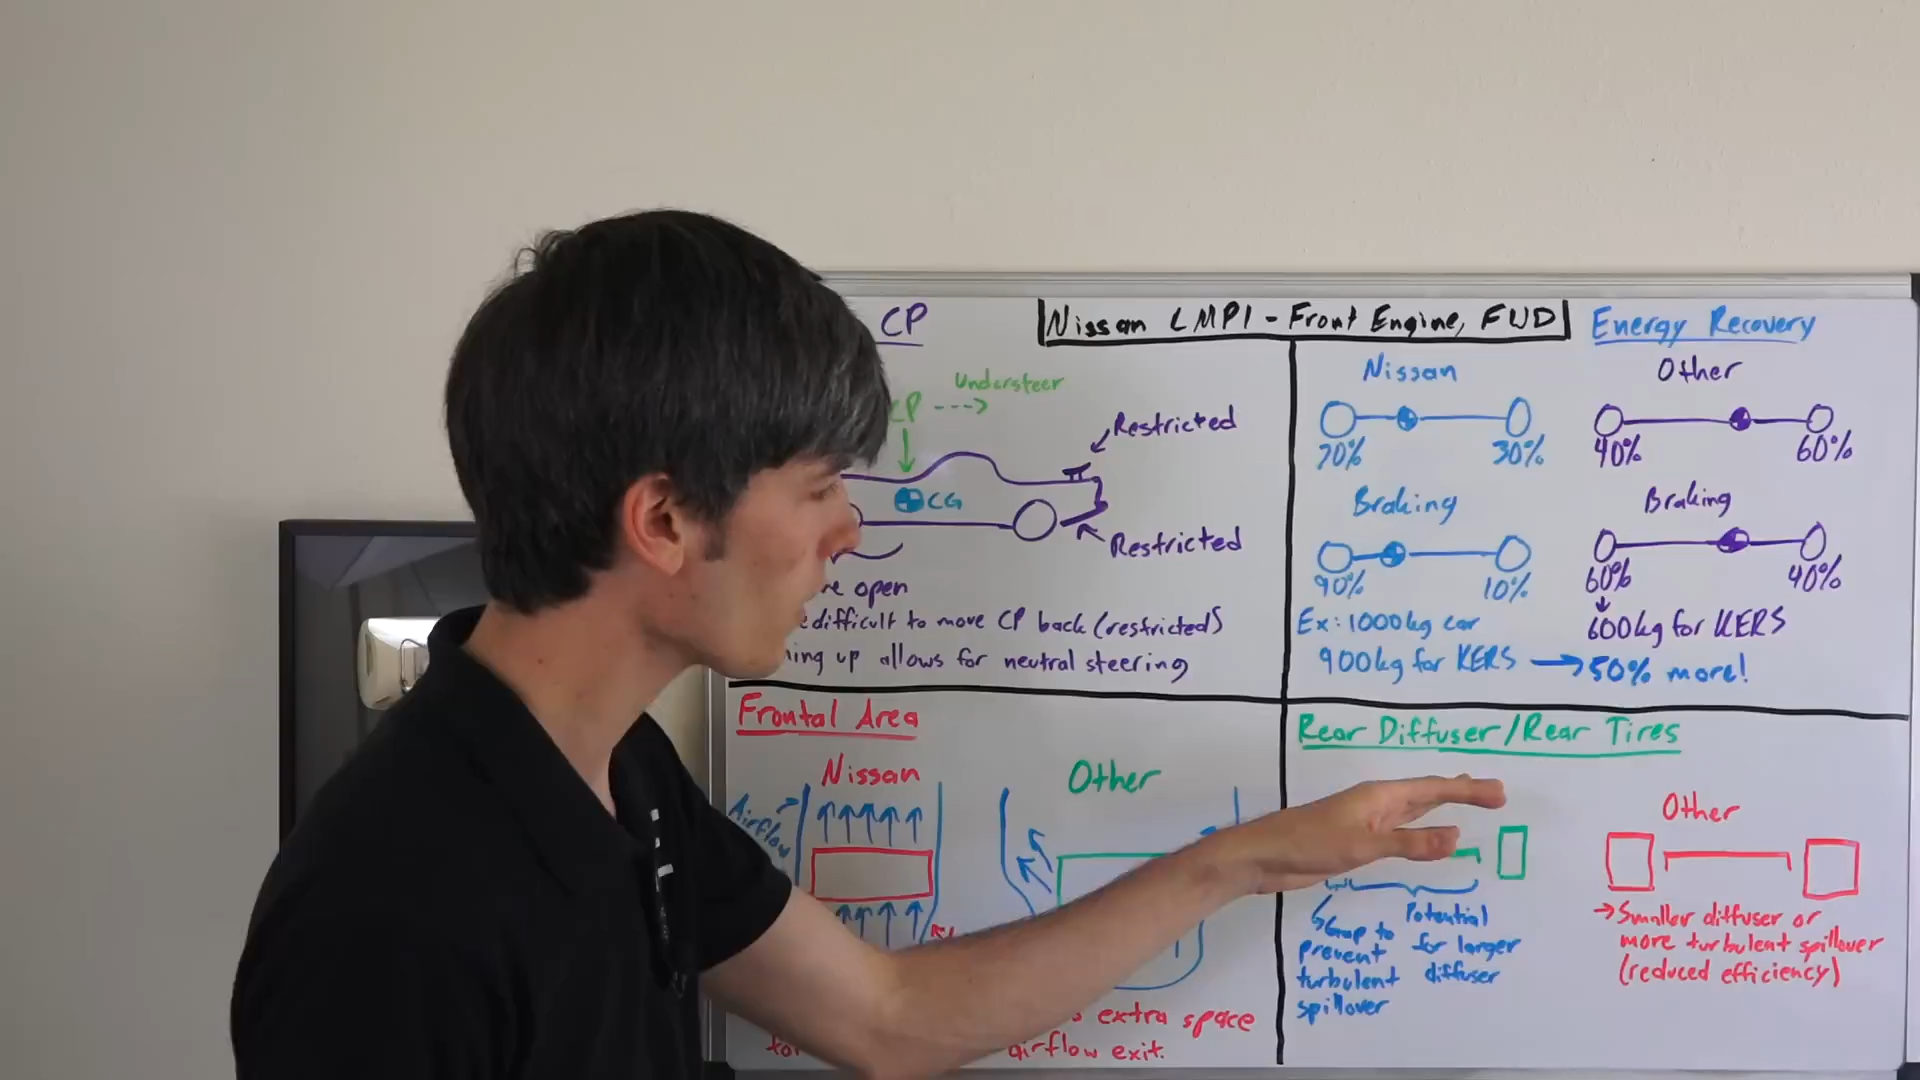 CP
Nissan LMP1 - Front Engine, FWD
Understeer
CP
Restricted
CG
Restricted
open
difficult to move CP back (restricted)
up allows for neutral steering
Energy Recovery
Nissan
Other
70%
30%
40%
60%
Braking
Braking
90%
10%
60%
40%
Ex: 1000kg car
900kg for KERS → 50% more!
600kg for KERS
Frontal Area
Nissan
Other
Airflow
extra space
airflow exit.
Rear Diffuser/Rear Tires
Other
Gap to
prevent
turbulent
spillover
Potential
for larger
diffuser
→ Smaller diffuser or
more turbulent spillover
(reduced efficiency)